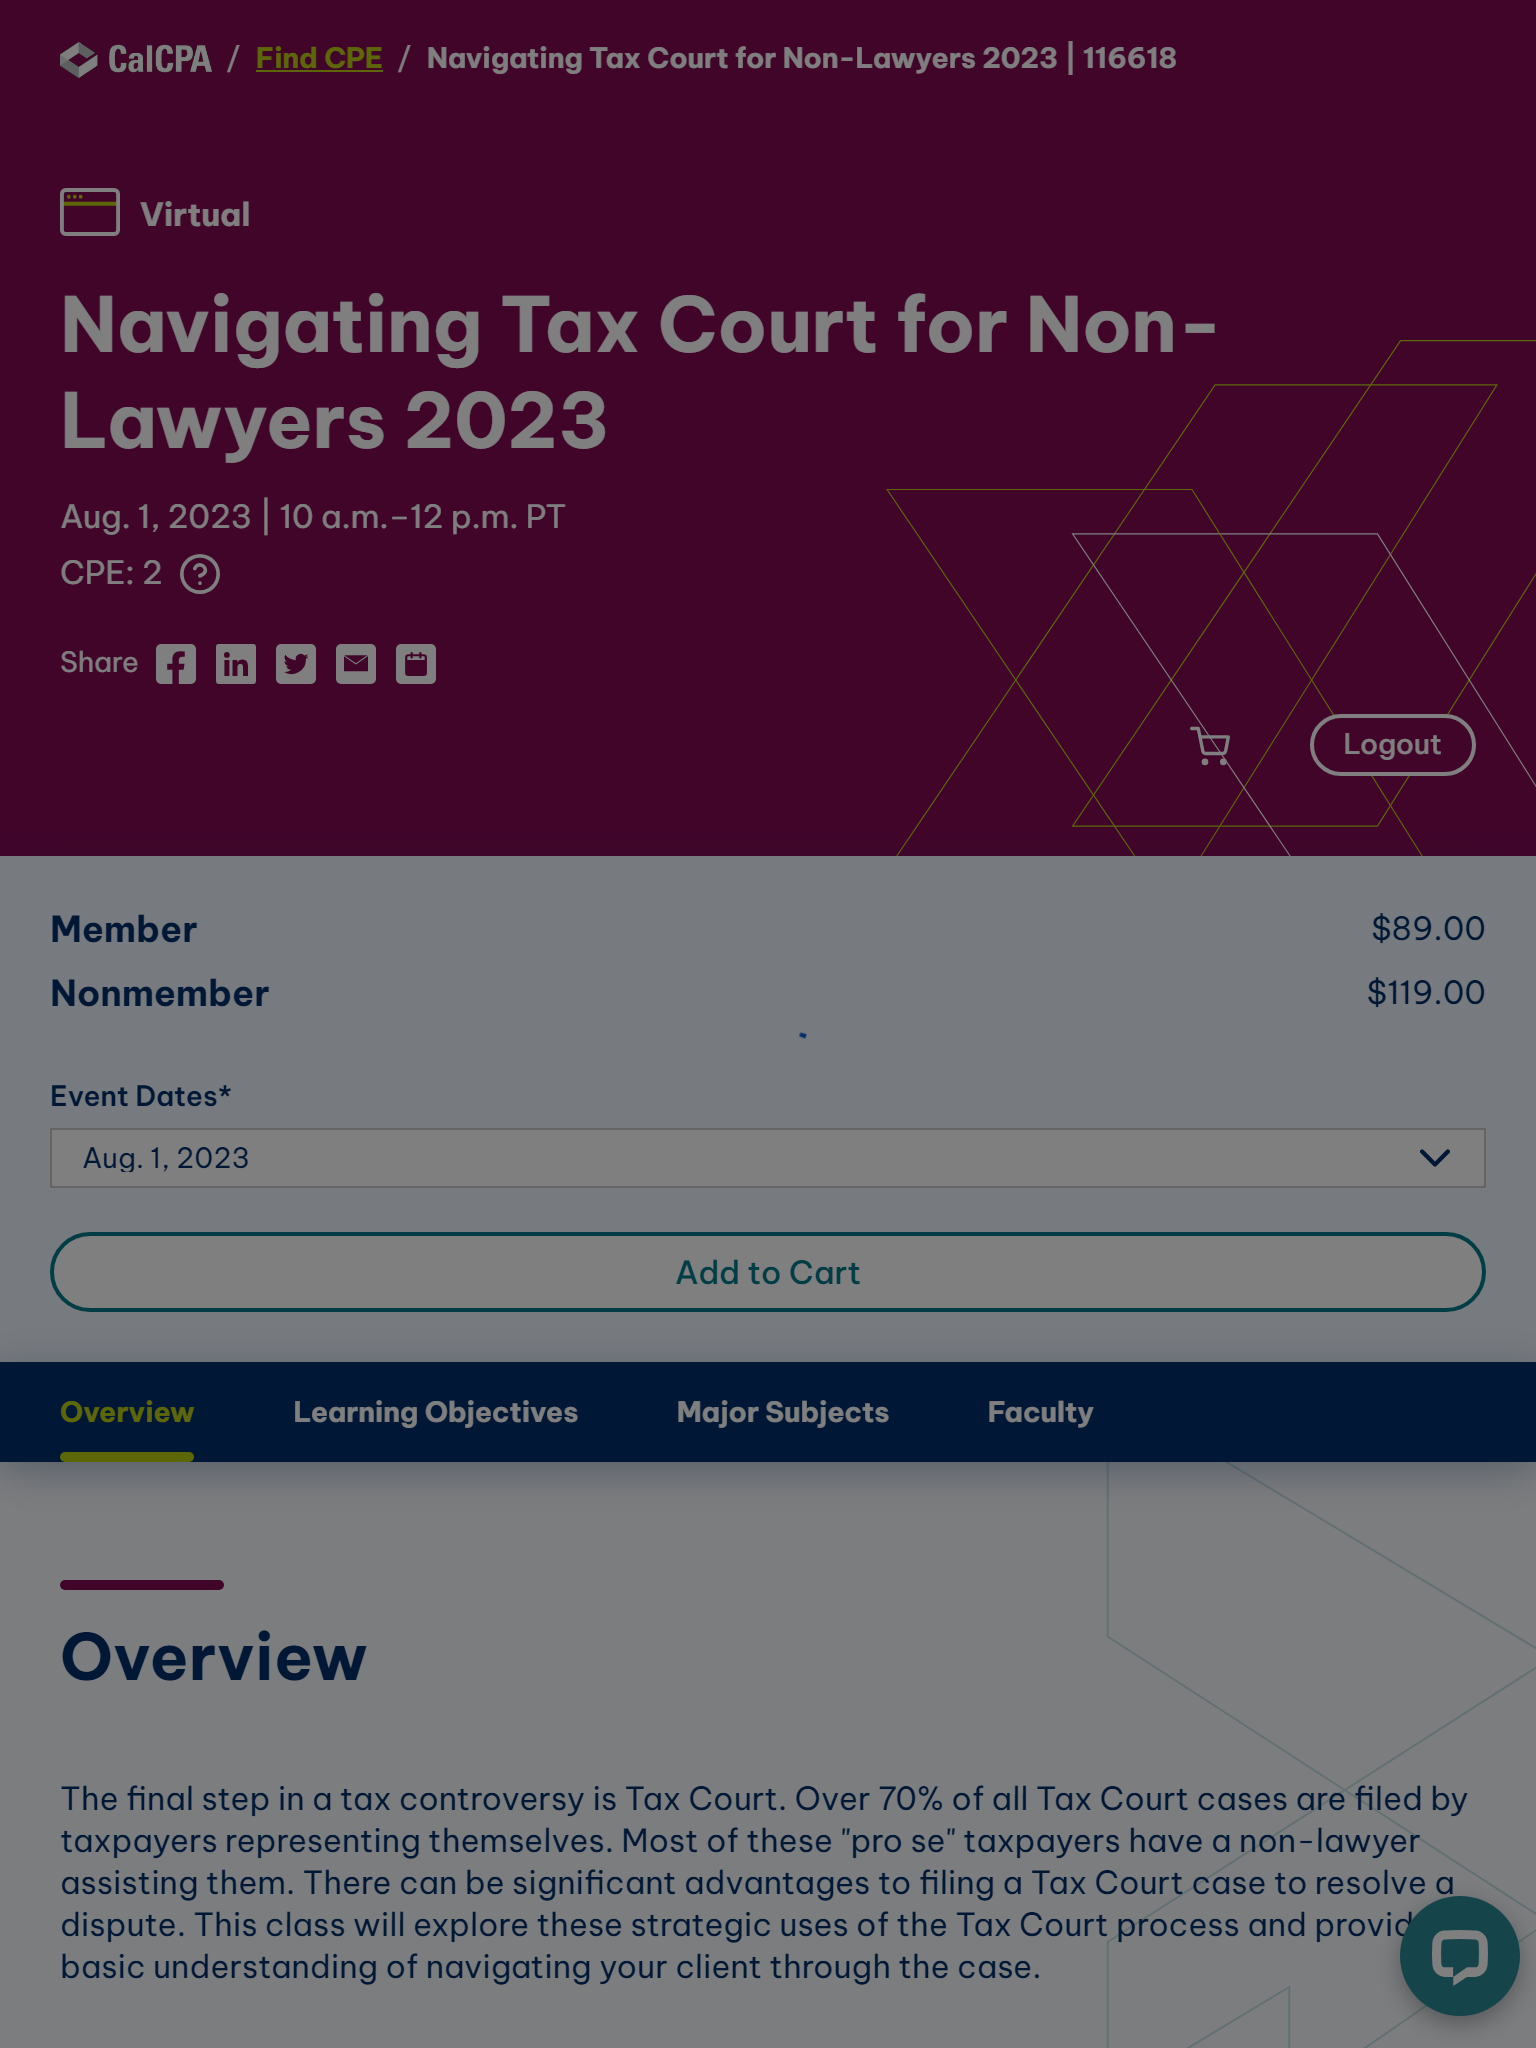 CalCPA / Find CPE / Navigating Tax Court for Non-Lawyers 2023 | 116618
Virtual
Navigating Tax Court for Non-
Lawyers 2023
Aug. 1, 2023 | 10 a.m.–12 p.m. PT
CPE: 2
Share
Logout
Member $89.00
Nonmember $119.00
Event Dates*
Aug. 1, 2023
Add to Cart
Overview Learning Objectives Major Subjects Faculty
Overview
The final step in a tax controversy is Tax Court. Over 70% of all Tax Court cases are filed by
taxpayers representing themselves. Most of these "pro se" taxpayers have a non-lawyer
assisting them. There can be significant advantages to filing a Tax Court case to resolve a
dispute. This class will explore these strategic uses of the Tax Court process and provid
basic understanding of navigating your client through the case.